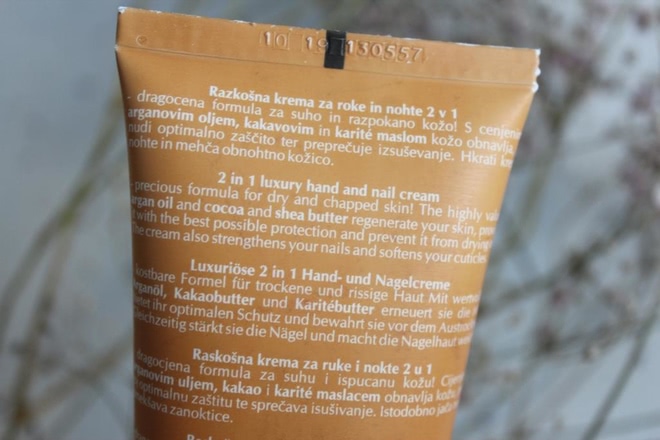 10 19 130557
Razkošna krema za roke in nohte 2 v 1
- dragocena formula za suho in razpokano kožo! S cenjenim
arganovim oljem, kakavovim in karité maslom kožo obnavlja,
nudi optimalno zaščito ter preprečuje izsuševanje. Hkrati
nohte in mehča obnohtno kožico.
2 in 1 luxury hand and nail cream
- precious formula for dry and chapped skin! The highly
argan oil and cocoa and shea butter regenerate your skin,
it with the best possible protection and prevent it from drying
The cream also strengthens your nails and softens your cuticles.
Luxuriöse 2 in 1 Hand- und Nagelcreme
kostbare Formel für trockene und rissige Haut Mit
Arganöl, Kakaobutter und Karitébutter erneuert sie die
ihr optimalen Schutz und bewahrt sie vor dem
Gleichzeitig stärkt sie die Nägel und macht die Nagelhaut
Raskošna krema za ruke i nokte 2 u 1
dragocjena formula za suhu i ispucanu kožu!
arganovim uljem, kakao i karité maslacem obnavlja kožu,
optimalnu zaštitu te sprečava isušivanje. Istodobno
zanoktice.